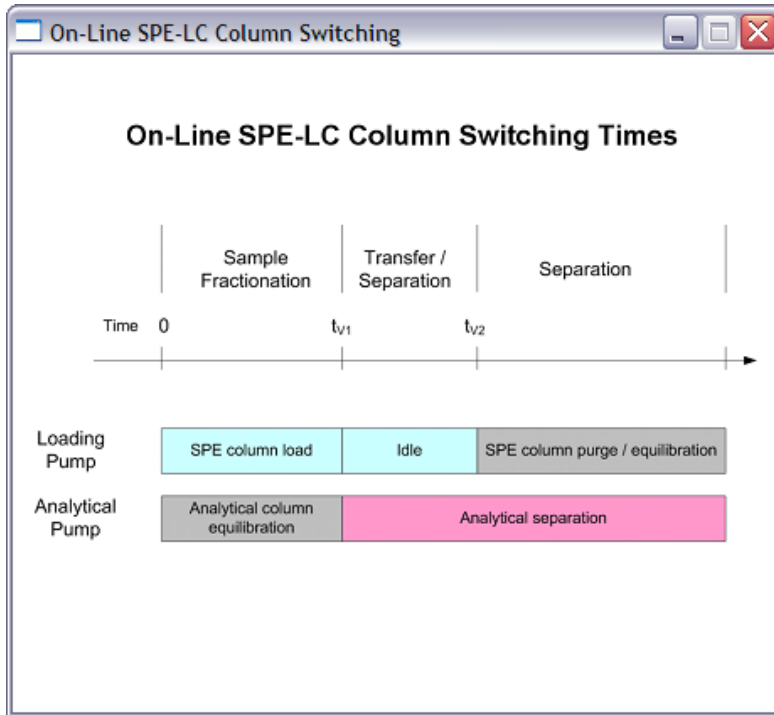 On-Line SPE-LC Column Switching
On-Line SPE-LC Column Switching Times
Sample
Fractionation
Transfer /
Separation
Separation
Time 0 tV1 tV2
Loading
Pump
SPE column load
Idle
SPE column purge / equilibration
Analytical
Pump
Analytical column
equilibration
Analytical separation